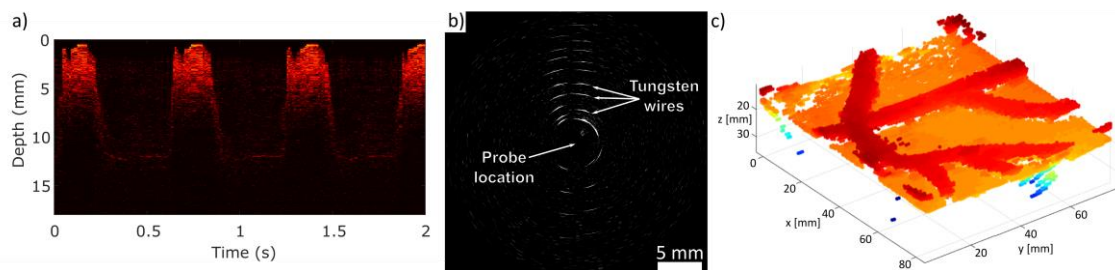 a)
0
5
10
15
Depth (mm)
0
0.5
1
1.5
2
Time (s)
b)
Tungsten
wires
Probe
location
5 mm
c)
20
30
z [mm]
0
20
40
60
80
x [mm]
20
40
60
y [mm]